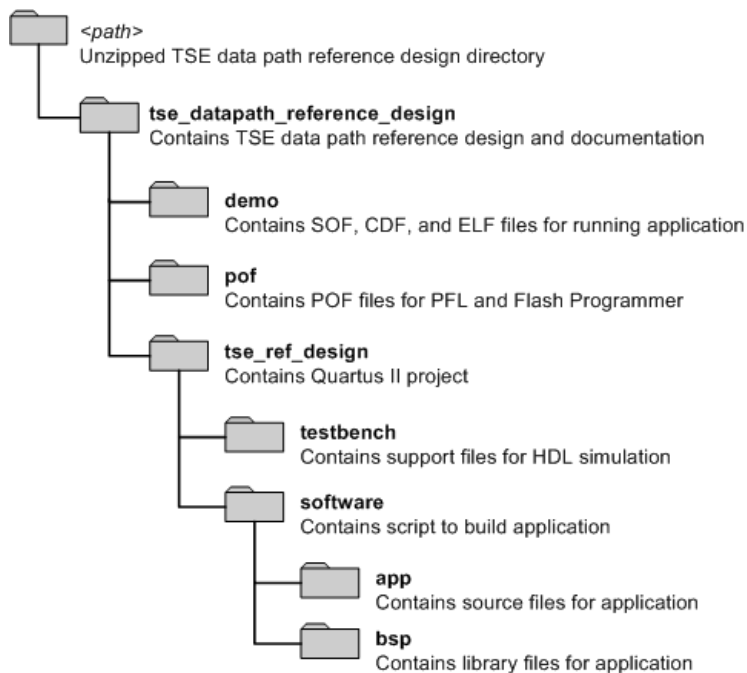 <path>
Unzipped TSE data path reference design directory
tse_datapath_reference_design
Contains TSE data path reference design and documentation
demo
Contains SOF, CDF, and ELF files for running application
pof
Contains POF files for PFL and Flash Programmer
tse_ref_design
Contains Quartus II project
testbench
Contains support files for HDL simulation
software
Contains script to build application
app
Contains source files for application
bsp
Contains library files for application